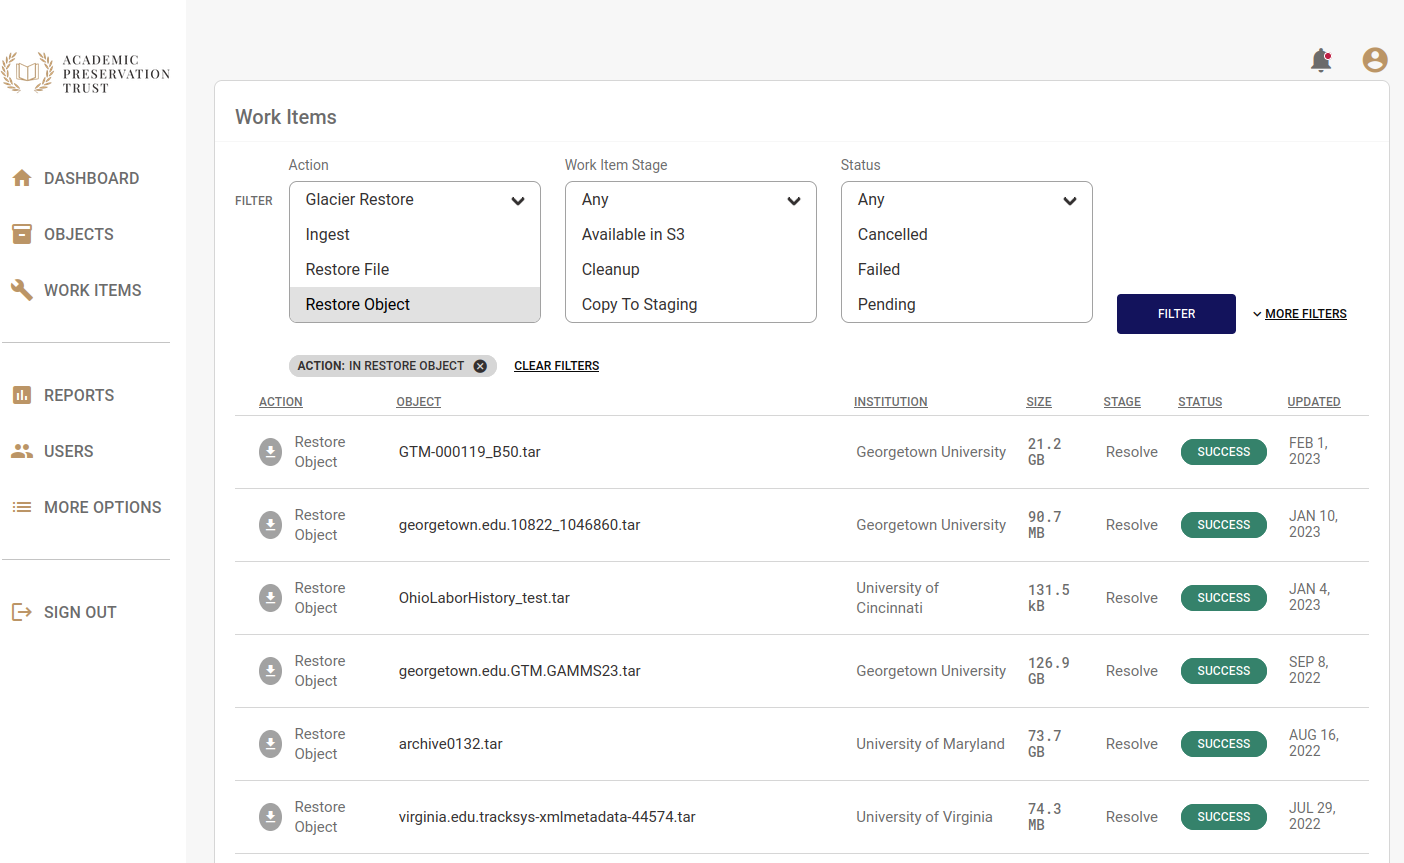 ACADEMIC
PRESERVATION
TRUST
DASHBOARD
OBJECTS
WORK ITEMS
REPORTS
USERS
MORE OPTIONS
SIGN OUT
Work Items
Action
Work Item Stage
Status
FILTER
Glacier Restore
Ingest
Restore File
Restore Object
Any
Available in S3
Cleanup
Copy To Staging
Any
Cancelled
Failed
Pending
FILTER
MORE FILTERS
ACTION: IN RESTORE OBJECT
CLEAR FILTERS
ACTION OBJECT INSTITUTION SIZE STAGE STATUS UPDATED
Restore
Object
GTM-000119_B50.tar
Georgetown University
21.2
GB
Resolve
SUCCESS
FEB 1,
2023
Restore
Object
georgetown.edu.10822_1046860.tar
Georgetown University
90.7
MB
Resolve
SUCCESS
JAN 10,
2023
Restore
Object
OhioLaborHistory_test.tar
University of
Cincinnati
131.5
kB
Resolve
SUCCESS
JAN 4,
2023
Restore
Object
georgetown.edu.GTM.GAMMS23.tar
Georgetown University
126.9
GB
Resolve
SUCCESS
SEP 8,
2022
Restore
Object
archive0132.tar
University of Maryland
73.7
GB
Resolve
SUCCESS
AUG 16,
2022
Restore
Object
virginia.edu.tracksys-xmlmetadata-44574.tar
University of Virginia
74.3
MB
Resolve
SUCCESS
JUL 29,
2022